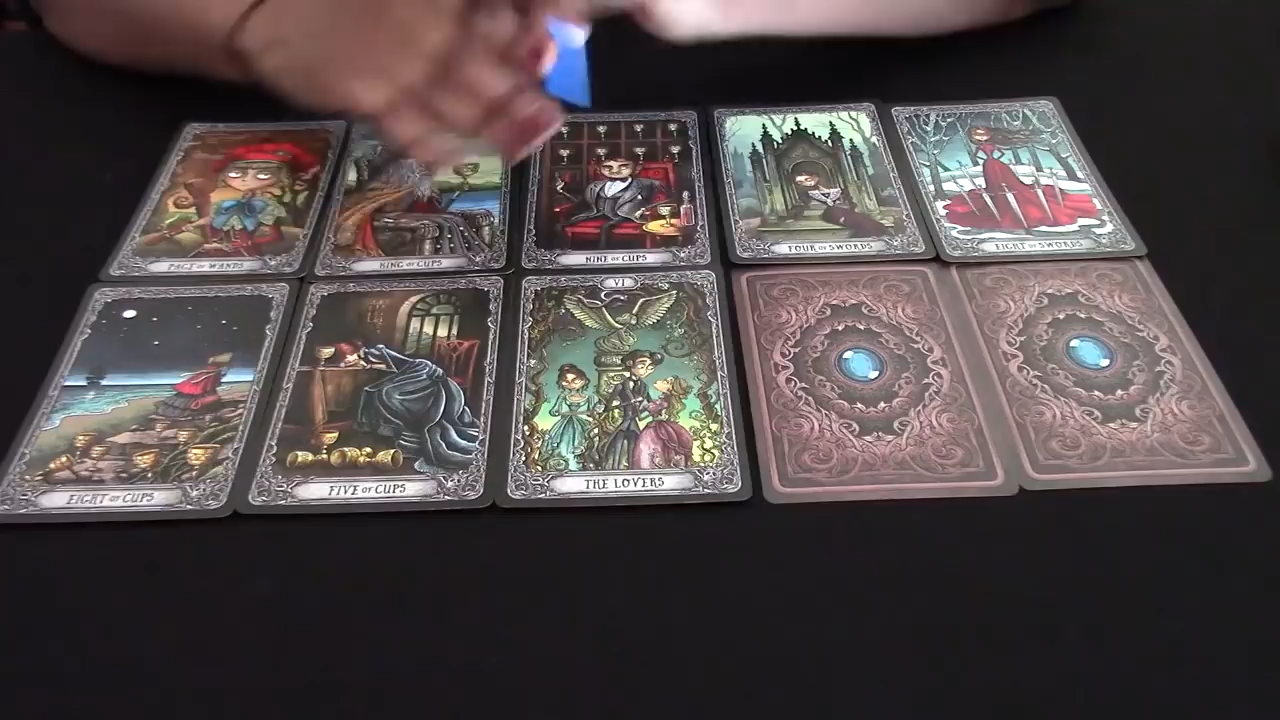 PAGE OF WANDS
KING OF CUPS
NINE OF CUPS
FOUR OF SWORDS
EIGHT OF SWORDS
EIGHT OF CUPS
FIVE OF CUPS
VI
THE LOVERS